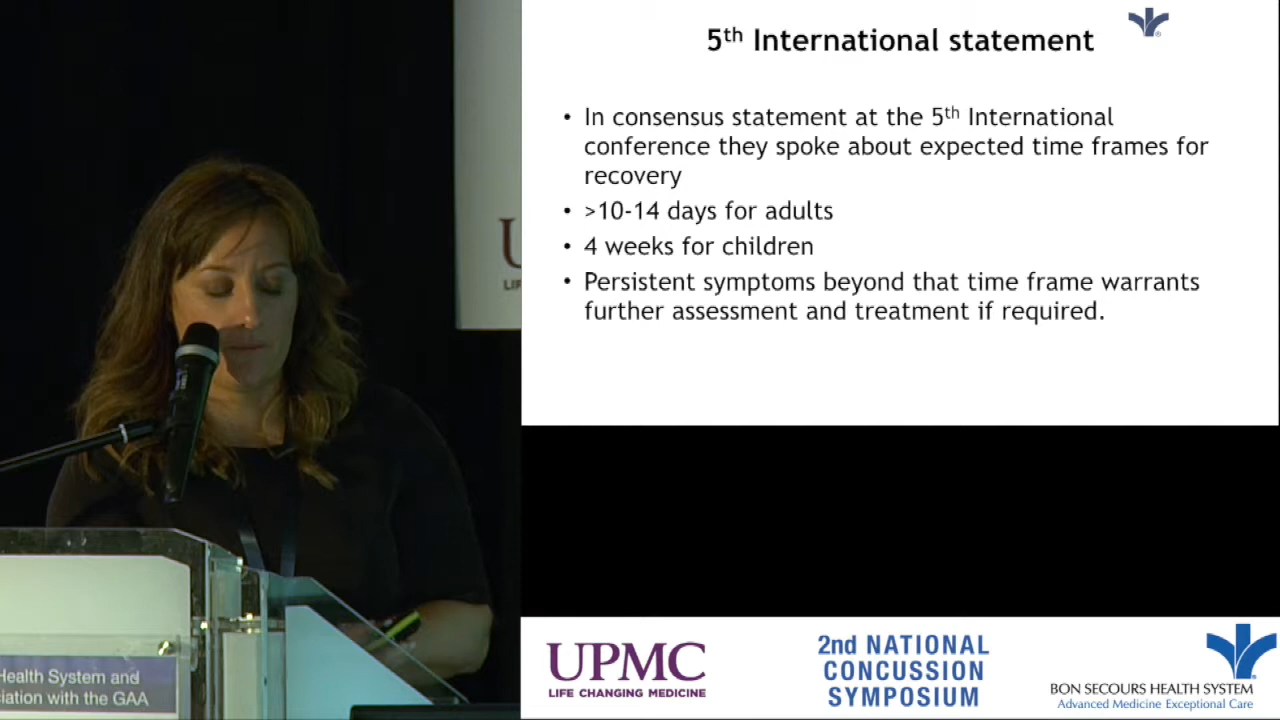 5th International statement
• In consensus statement at the 5th International
conference they spoke about expected time frames for
recovery
• >10-14 days for adults
• 4 weeks for children
• Persistent symptoms beyond that time frame warrants
further assessment and treatment if required.
U
LIF
Health System and
ciation with the GAA
UPMC
LIFE CHANGING MEDICINE
2nd NATIONAL
CONCUSSION
SYMPOSIUM
BON SECOURS HEALTH SYSTEM
Advanced Medicine Exceptional Care